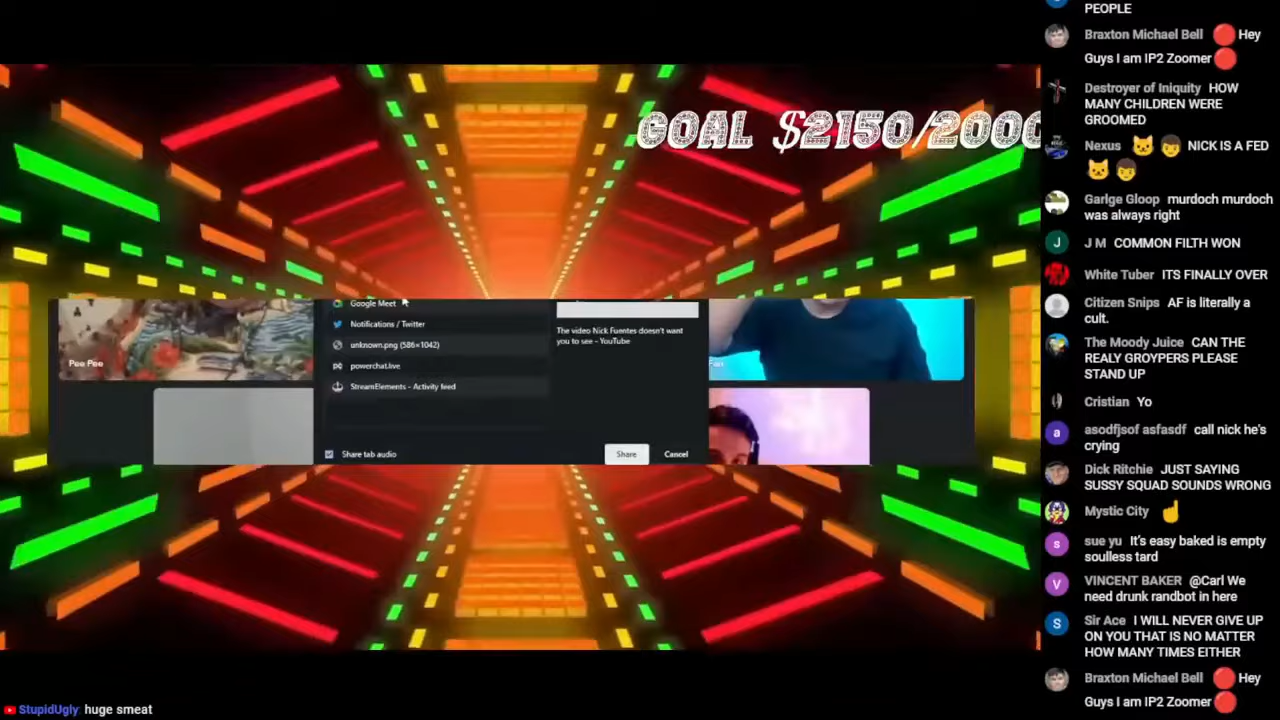 GOAL $2150/2000
Google Meet
Notifications / Twitter
unknown.png (586×1042)
powerchat.live
StreamElements - Activity feed
Share tab audio
The video Nick Fuentes doesn't want
you to see - YouTube
Share
Cancel
Pee Pee
PEOPLE
Braxton Michael Bell 🔴 Hey
Guys I am IP2 Zoomer 🔴
Destroyer of Iniquity HOW
MANY CHILDREN WERE
GROOMED
Nexus 😺 👦 NICK IS A FED
😺 👦
Garlge Gloop murdoch murdoch
was always right
J M COMMON FILTH WON
White Tuber ITS FINALLY OVER
Citizen Snips AF is literally a
cult.
The Moody Juice CAN THE
REALY GROYPERS PLEASE
STAND UP
Cristian Yo
asodfjsof asfasdf call nick he's
crying
Dick Ritchie JUST SAYING
SUSSY SQUAD SOUNDS WRONG
Mystic City ☝
sue yu It's easy baked is empty
soulless tard
VINCENT BAKER @Carl We
need drunk randbot in here
Sir Ace I WILL NEVER GIVE UP
ON YOU THAT IS NO MATTER
HOW MANY TIMES EITHER
Braxton Michael Bell 🔴 Hey
Guys I am IP2 Zoomer 🔴
StupidUgly: huge smeat